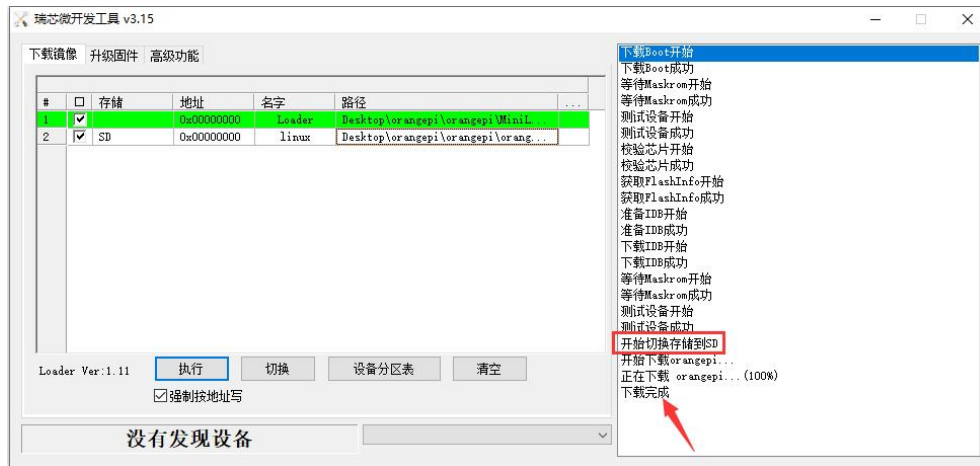 瑞芯微开发工具 v3.15
下载镜像 升级固件 高级功能
# 存储 地址 名字 路径 ...
1 0x00000000 Loader Desktop\orangepi\orangepi\MiniL...
2 SD 0x00000000 linux Desktop\orangepi\orangepi\orang...
Loader Ver:1.11 执行 切换 设备分区表 清空
强制按地址写
没有发现设备
下载Boot开始
下载Boot成功
等待Maskrom开始
等待Maskrom成功
测试设备开始
测试设备成功
校验芯片开始
校验芯片成功
获取FlashInfo开始
获取FlashInfo成功
准备IDB开始
准备IDB成功
下载IDB开始
下载IDB成功
等待Maskrom开始
等待Maskrom成功
测试设备开始
测试设备成功
开始切换存储到SD
开始下载orangepi...
正在下载 orangepi...(100%)
下载完成